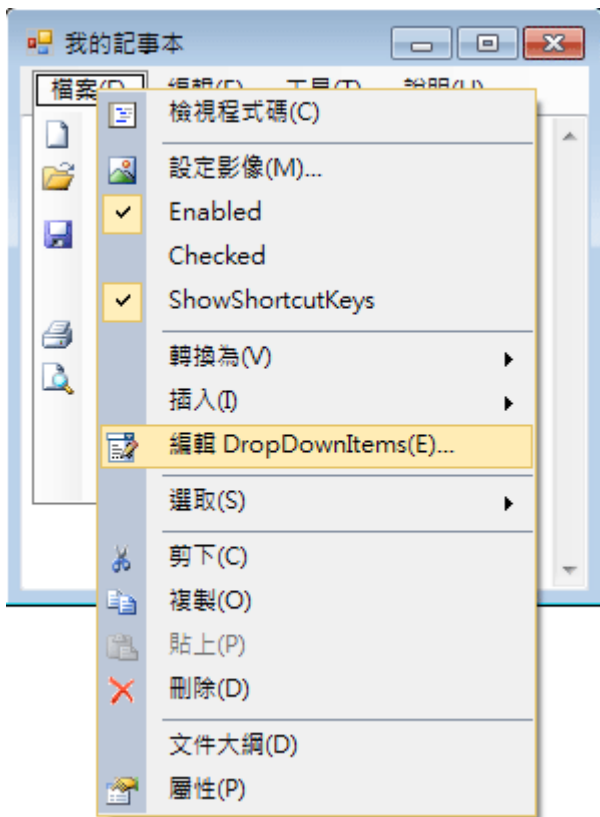 我的記事本
檢視程式碼(C)
設定影像(M)...
Enabled
Checked
ShowShortcutKeys
轉換為(V)
插入(I)
編輯 DropDownItems(E)...
選取(S)
剪下(C)
複製(O)
貼上(P)
刪除(D)
文件大綱(D)
屬性(P)